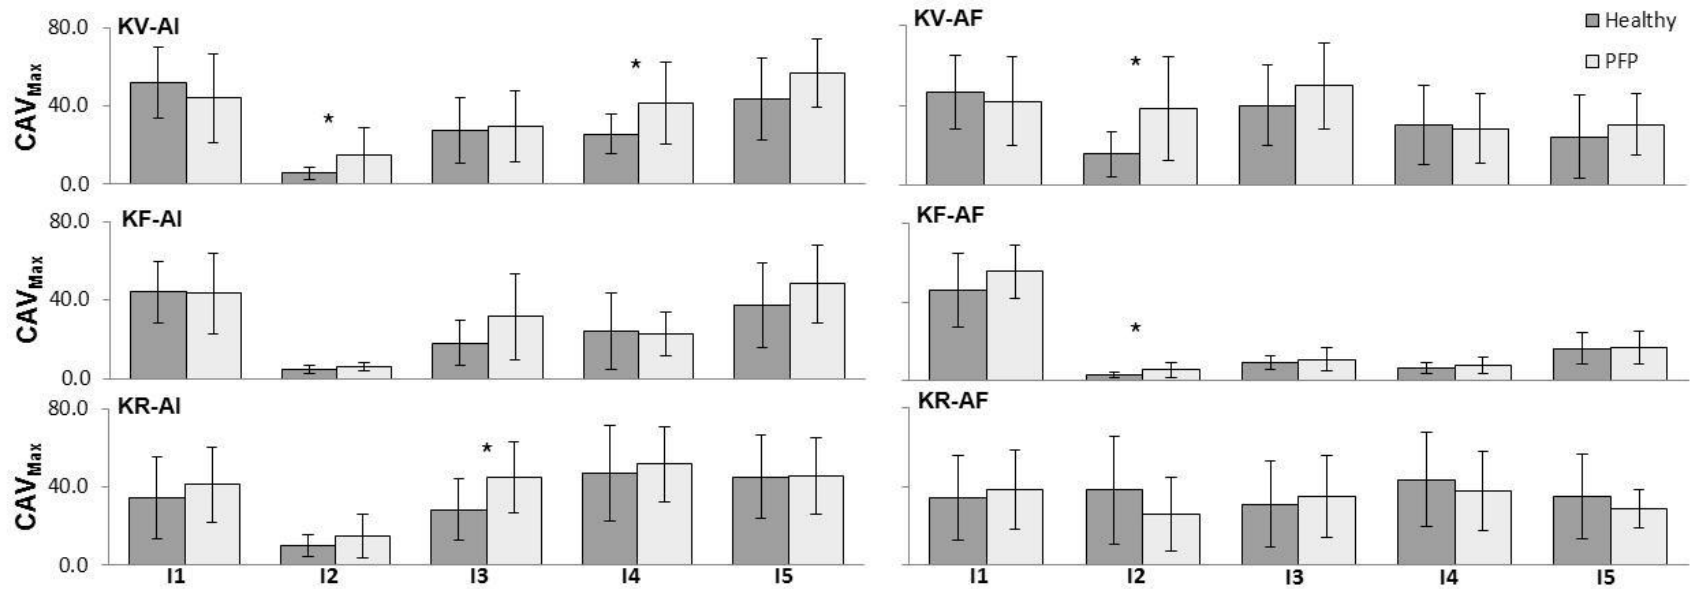 KV-AI
80.0
40.0
0.0
CAVMax
*
*
KV-AF
*
Healthy
PFP
KF-AI
80.0
40.0
0.0
CAVMax
KF-AF
*
KR-AI
80.0
40.0
0.0
CAVMax
*
I1 I2 I3 I4 I5
KR-AF
I1 I2 I3 I4 I5